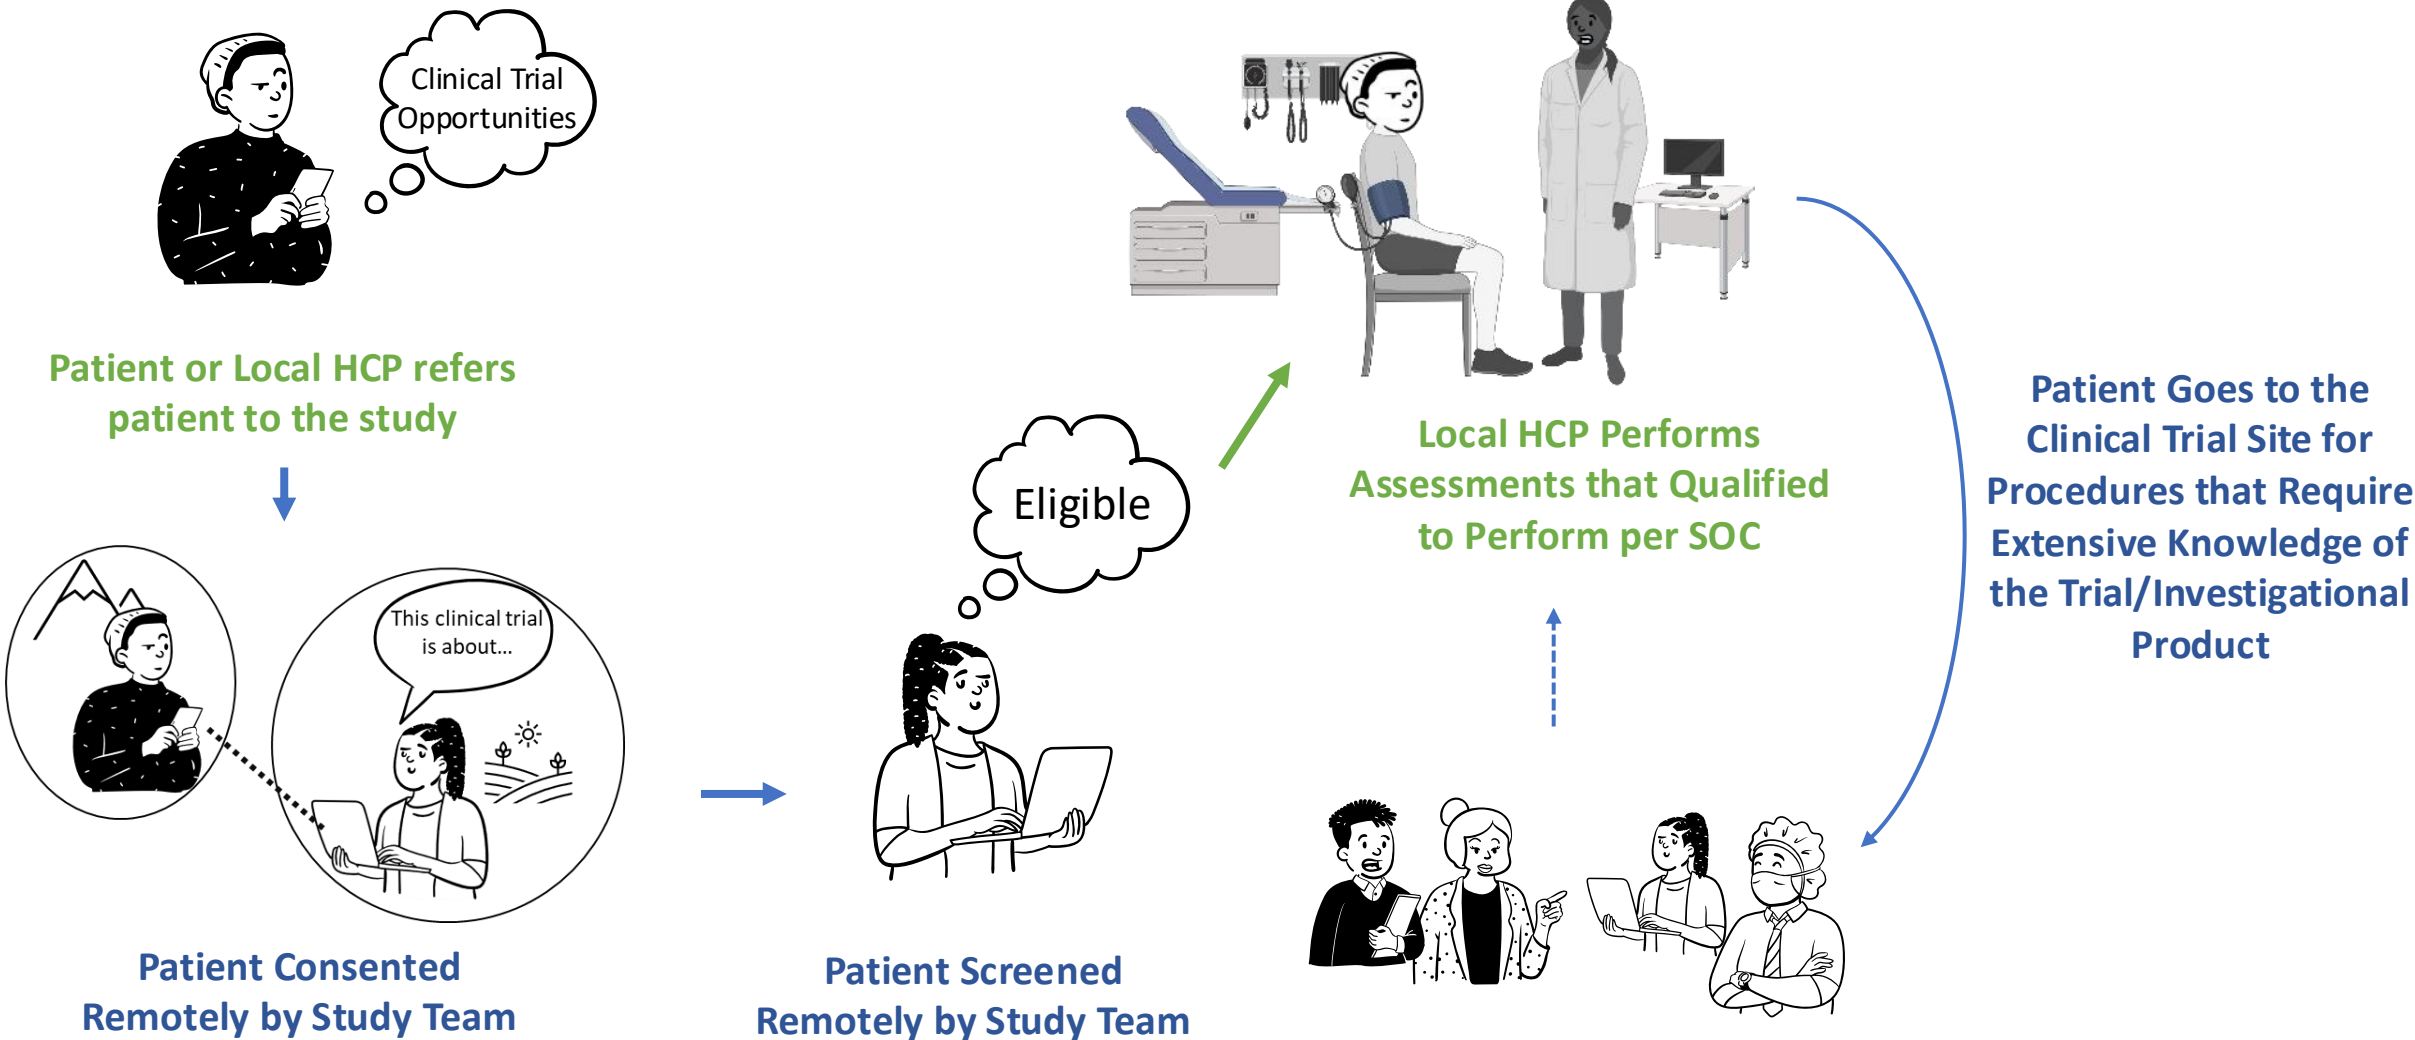 Clinical Trial
Opportunities
Patient or Local HCP refers
patient to the study
This clinical trial
is about...
Patient Consented
Remotely by Study Team
Eligible
Patient Screened
Remotely by Study Team
Local HCP Performs
Assessments that Qualified
to Perform per SOC
Patient Goes to the
Clinical Trial Site for
Procedures that Require
Extensive Knowledge of
the Trial/Investigational
Product